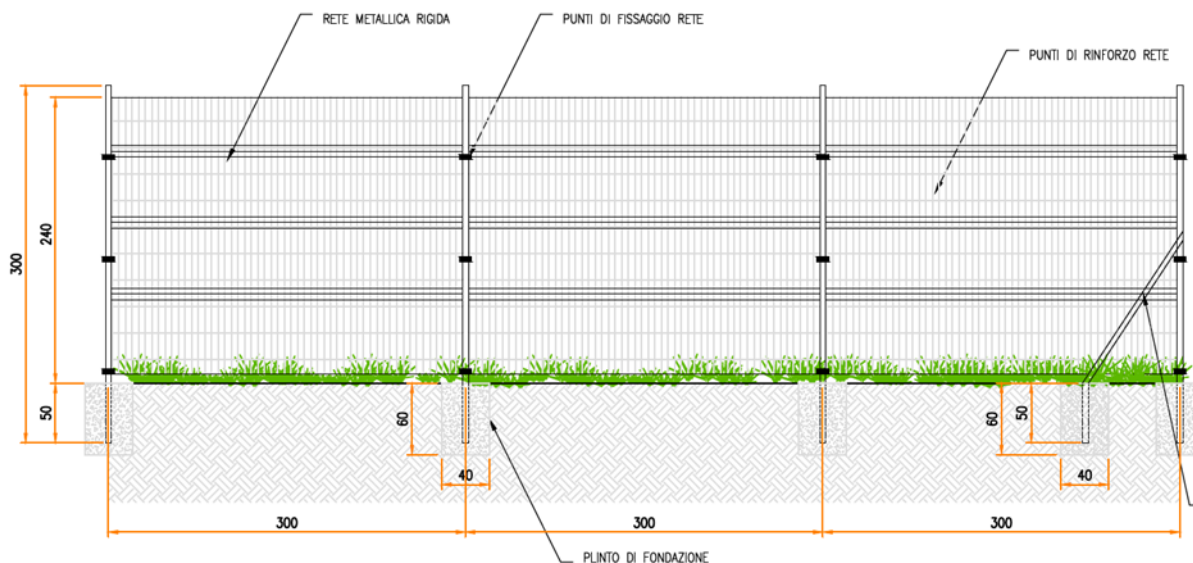 RETE METALLICA RIGIDA
PUNTI DI FISSAGGIO RETE
PUNTI DI RINFORZO RETE
300
240
50
60
40
60
50
40
300
300
300
PLINTO DI FONDAZIONE